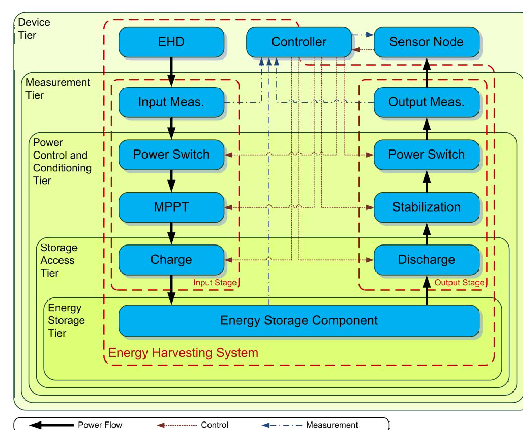 Device
Tier
EHD
Controller
Sensor Node
Measurement
Tier
Input Meas.
Output Meas.
Power
Control and
Conditioning
Tier
Power Switch
Power Switch
MPPT
Stabilization
Storage
Access
Tier
Charge
Discharge
Input Stage
Output Stage
Energy
Storage
Tier
Energy Storage Component
Energy Harvesting System
Power Flow
Control
Measurement